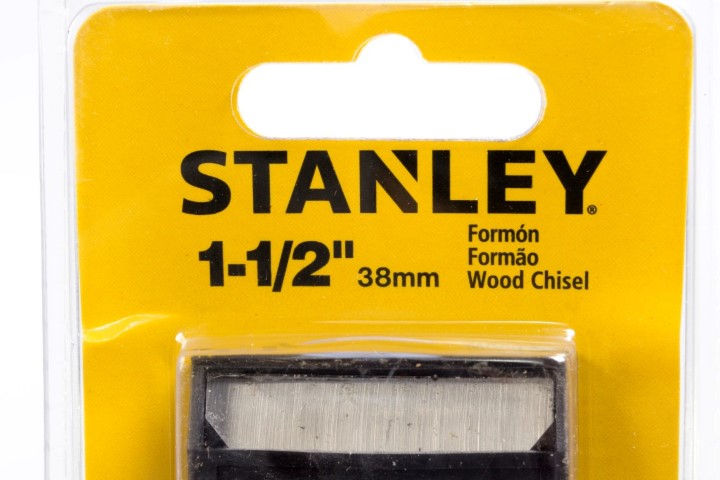 STANLEY®
1-1/2" 38mm
Formón
Formão
Wood Chisel